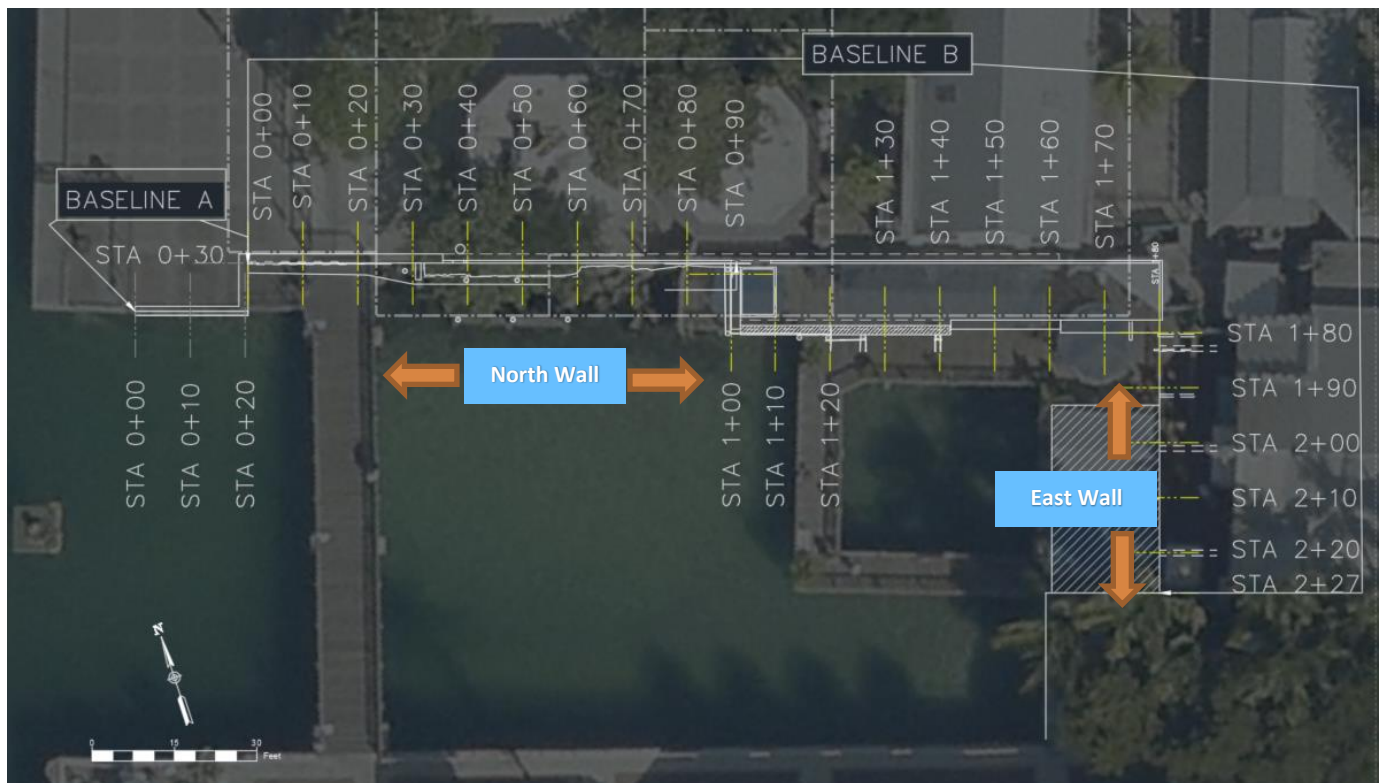 BASELINE B
BASELINE A
STA 0+00
STA 0+10
STA 0+20
STA 0+30
STA 0+40
STA 0+50
STA 0+60
STA 0+70
STA 0+80
STA 0+90
STA 1+30
STA 1+40
STA 1+50
STA 1+60
STA 1+70
STA 0+30
STA 1+80
STA 1+80
STA 1+90
STA 2+00
STA 2+10
STA 2+20
STA 2+27
North Wall
East Wall
STA 0+00
STA 0+10
STA 0+20
STA 1+00
STA 1+10
STA 1+20
N
0 15 30
Feet